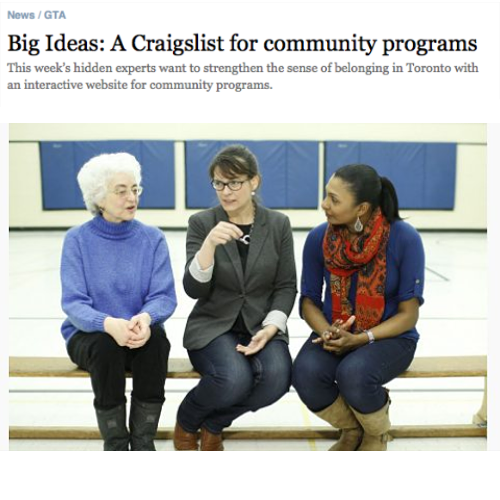 News / GTA
Big Ideas: A Craigslist for community programs
This week's hidden experts want to strengthen the sense of belonging in Toronto with
an interactive website for community programs.